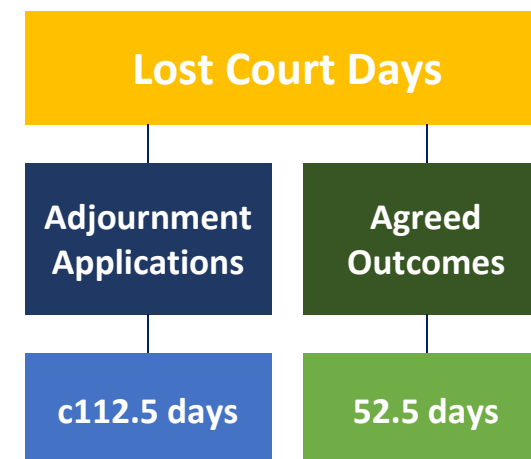 Lost Court Days
Adjournment
Applications
Agreed
Outcomes
c112.5 days
52.5 days